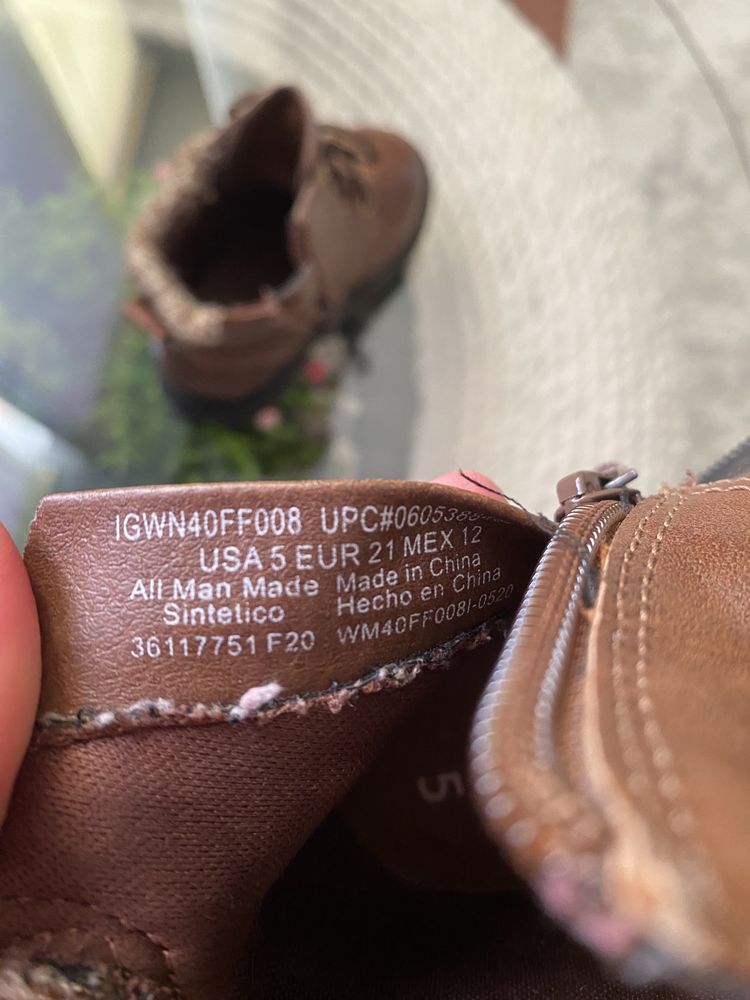 IGWN40FF008 UPC#
USA 5 EUR 21 MEX 12
All Man Made Made in China
Sintetico Hecho en China
36117751 F20 WM40FF008I-0520
5